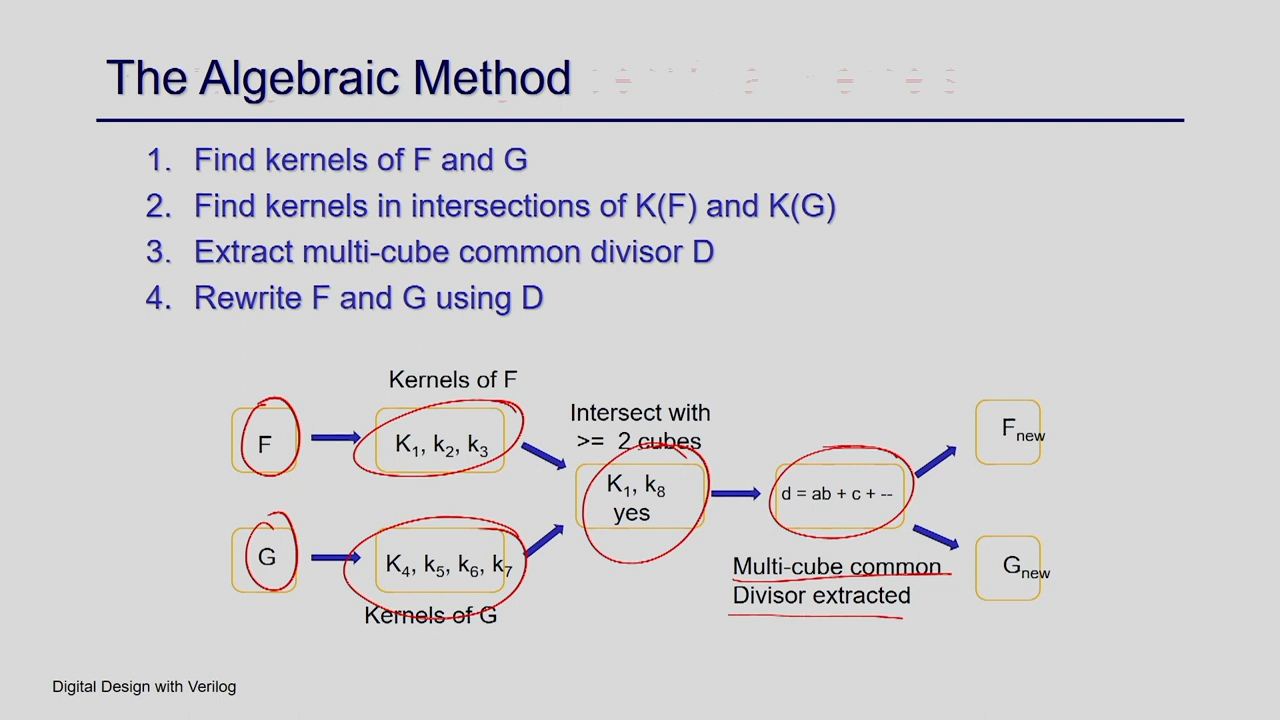 The Algebraic Method
1. Find kernels of F and G
2. Find kernels in intersections of K(F) and K(G)
3. Extract multi-cube common divisor D
4. Rewrite F and G using D
Kernels of F
Intersect with
>= 2 cubes
F
K1, k2, k3
K1, k8
yes
d = ab + c + --
Fnew
G
K4, k5, k6, k7
Kernels of G
Multi-cube common
Divisor extracted
Gnew
Digital Design with Verilog